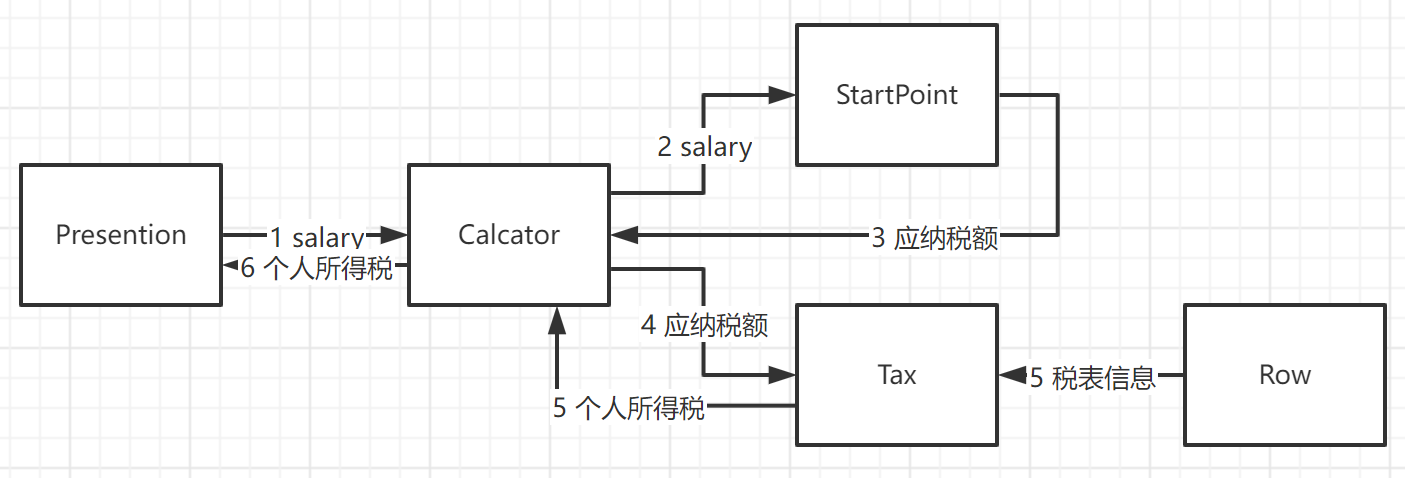 StartPoint
2 salary
Presention
1 salary
Calcator
3 应纳税额
6 个人所得税
4 应纳税额
Tax
5 税表信息
Row
5 个人所得税